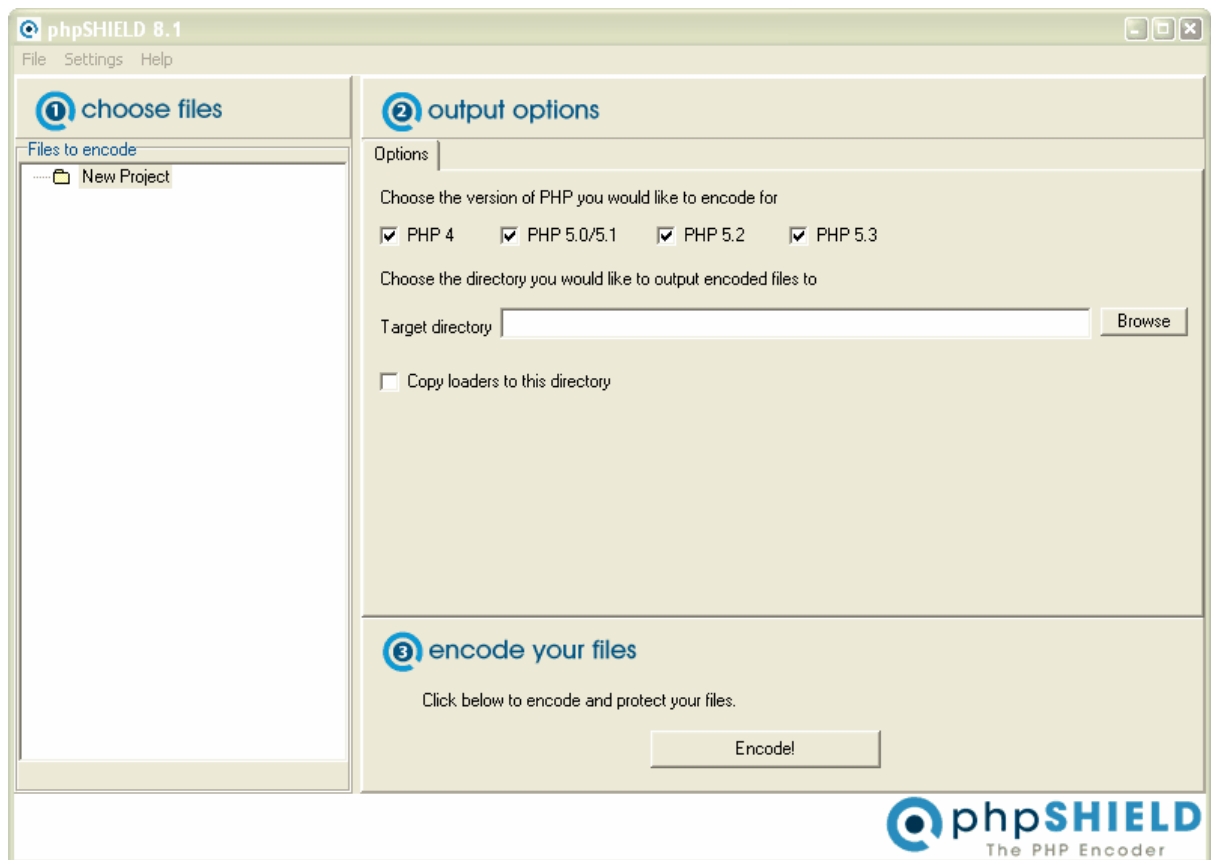 phpSHIELD 8.1
File Settings Help
1 choose files
Files to encode
New Project
2 output options
Options
Choose the version of PHP you would like to encode for
PHP 4 PHP 5.0/5.1 PHP 5.2 PHP 5.3
Choose the directory you would like to output encoded files to
Target directory Browse
Copy loaders to this directory
3 encode your files
Click below to encode and protect your files.
Encode!
phpSHIELD
The PHP Encoder